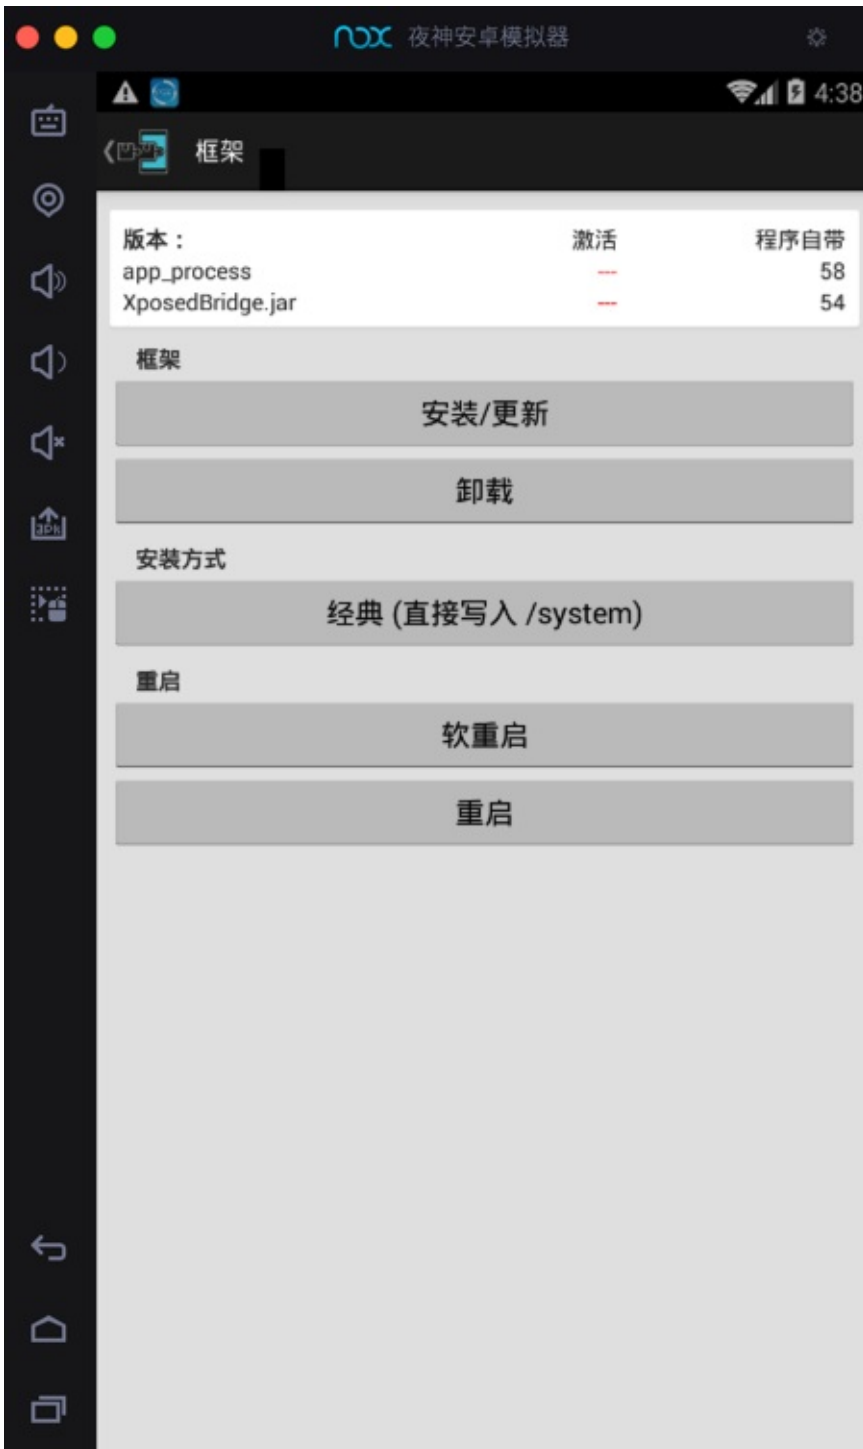 nox 夜神安卓模拟器
4:38
框架
版本： 激活 程序自带
app_process --- 58
XposedBridge.jar --- 54
框架
安装/更新
卸载
安装方式
经典 (直接写入 /system)
重启
软重启
重启